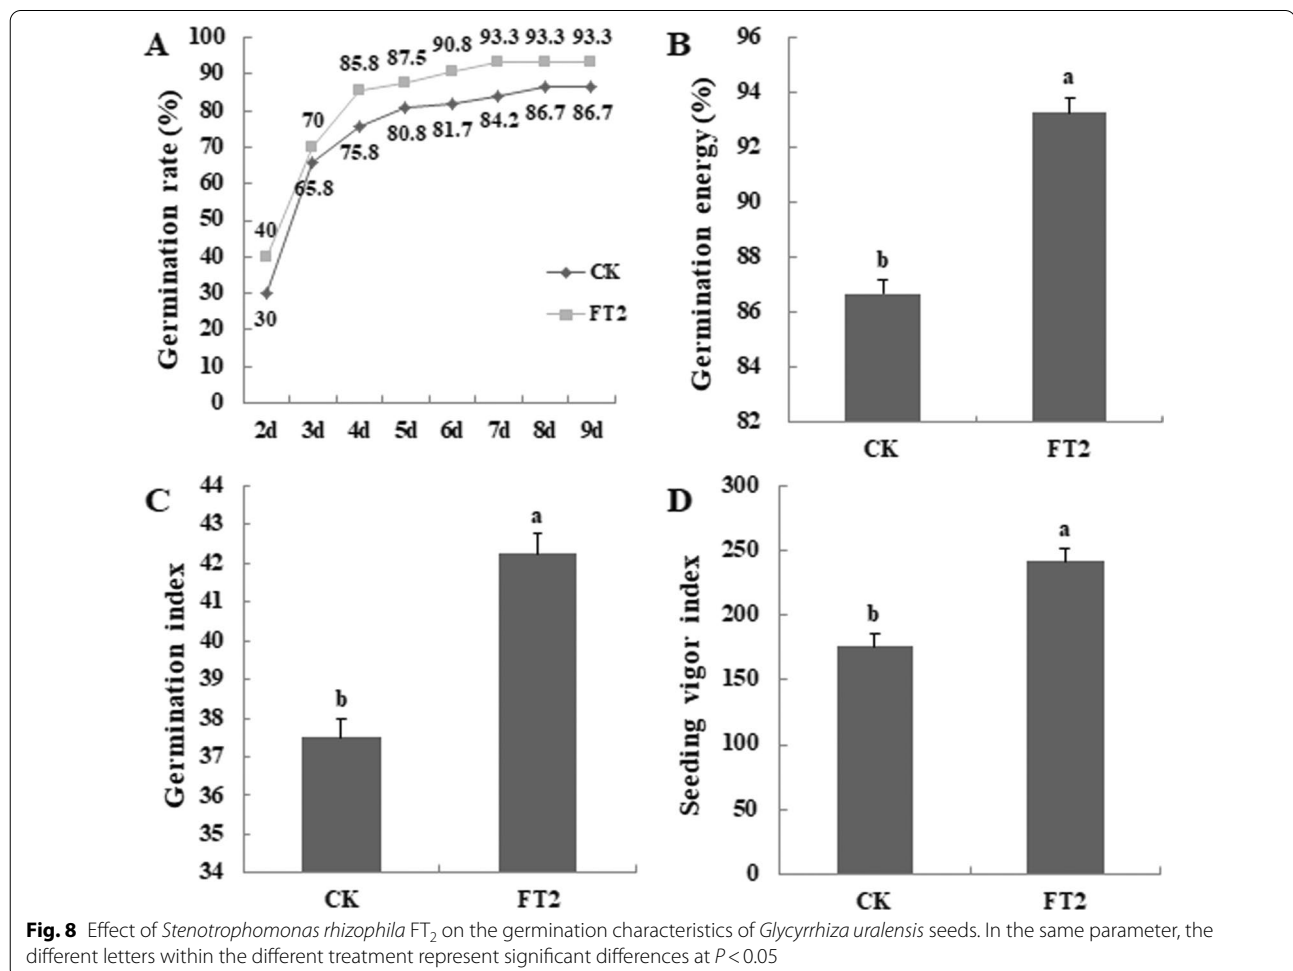 A
Germination rate (%)
100
90
80
70
60
50
40
30
20
10
0
40
70
85.8
87.5
90.8
93.3
93.3
93.3
30
65.8
75.8
80.8
81.7
84.2
86.7
86.7
CK
FT2
2d 3d 4d 5d 6d 7d 8d 9d
B
Germination energy (%)
96
94
92
90
88
86
84
82
b
a
CK FT2
C
Germination index
44
43
42
41
40
39
38
37
36
35
34
b
a
CK FT2
D
Seeding vigor index
300
250
200
150
100
50
0
b
a
CK FT2
Fig. 8 Effect of Stenotrophomonas rhizophila FT₂ on the germination characteristics of Glycyrrhiza uralensis seeds. In the same parameter, the
different letters within the different treatment represent significant differences at P < 0.05